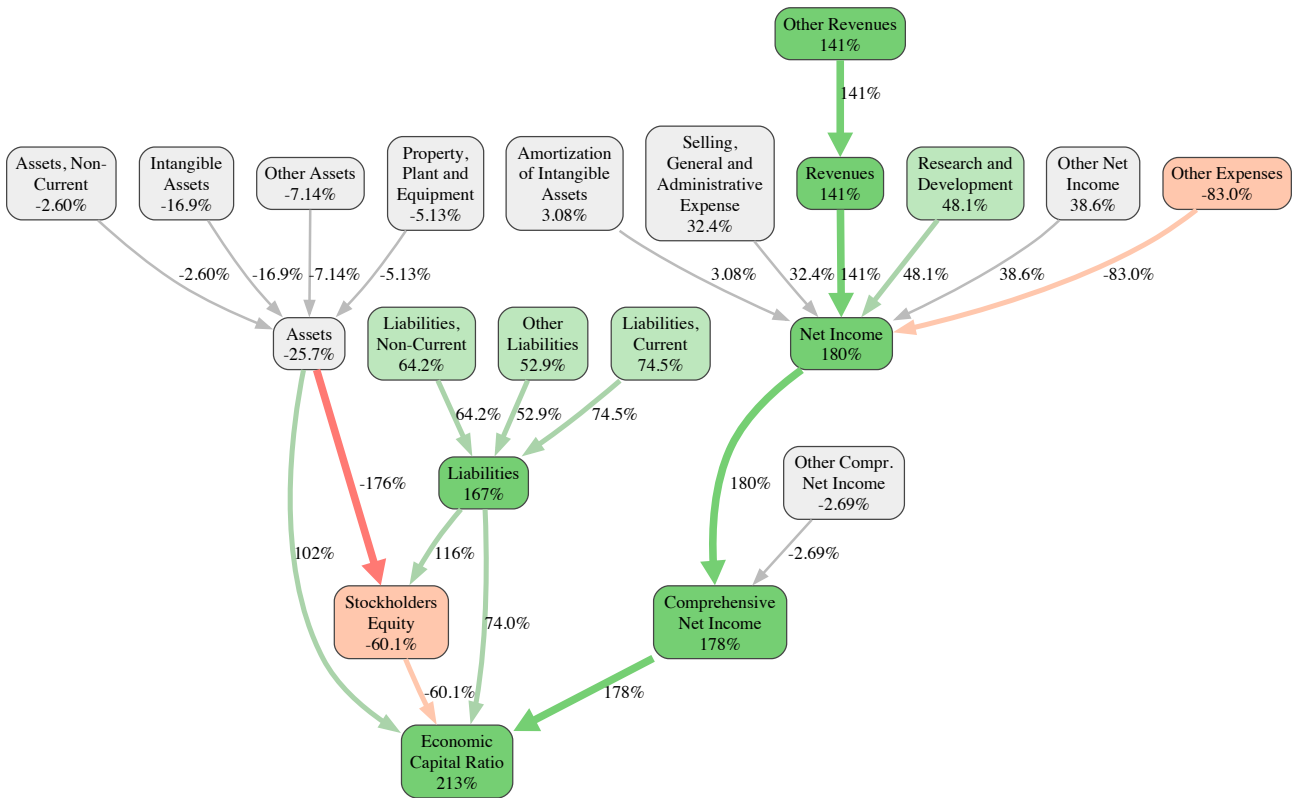 Other Revenues
141%
141%
Assets, Non-
Current
-2.60%
Intangible
Assets
-16.9%
Other Assets
-7.14%
Property,
Plant and
Equipment
-5.13%
Amortization
of Intangible
Assets
3.08%
Selling,
General and
Administrative
Expense
32.4%
Revenues
141%
Research and
Development
48.1%
Other Net
Income
38.6%
Other Expenses
-83.0%
-2.60%
-16.9%
-7.14%
-5.13%
3.08%
32.4%
141%
48.1%
38.6%
-83.0%
Assets
-25.7%
Liabilities,
Non-Current
64.2%
Other
Liabilities
52.9%
Liabilities,
Current
74.5%
Net Income
180%
64.2%
52.9%
74.5%
-176%
Liabilities
167%
180%
Other Compr.
Net Income
-2.69%
102%
116%
-2.69%
Stockholders
Equity
-60.1%
74.0%
Comprehensive
Net Income
178%
-60.1%
178%
Economic
Capital Ratio
213%